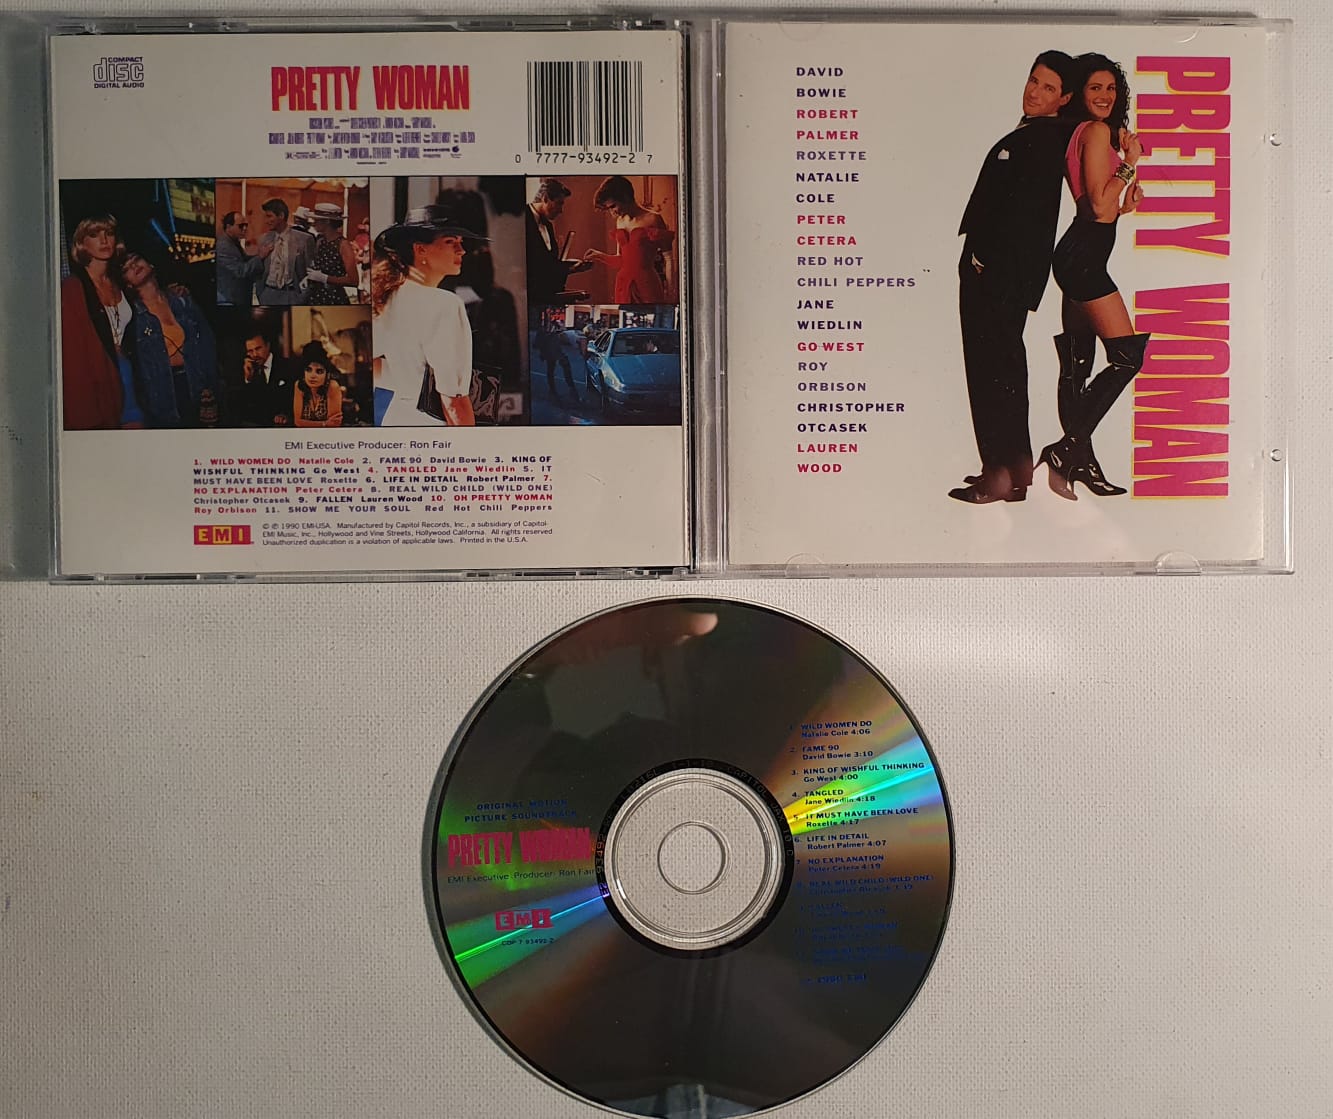 COMPACT
disc
DIGITAL AUDIO
PRETTY WOMAN
0 7777-93492-2 7
EMI Executive Producer: Ron Fair
1. WILD WOMEN DO Natalie Cole 2. FAME 90 David Bowie 3. KING OF
WISHFUL THINKING Go West 4. TANGLED Jane Wiedlin 5. IT
MUST HAVE BEEN LOVE Roxette 6. LIFE IN DETAIL Robert Palmer 7.
NO EXPLANATION Peter Cetera 8. REAL WILD CHILD (WILD ONE)
Christopher Otcasek 9. FALLEN Lauren Wood 10. OH PRETTY WOMAN
Roy Orbison 11. SHOW ME YOUR SOUL Red Hot Chili Peppers
EMI
© ℗ 1990 EMI-USA. Manufactured by Capitol Records, Inc., a subsidiary of Capitol-
EMI Music, Inc., Hollywood and Vine Streets, Hollywood California. All rights reserved
Unauthorized duplication is a violation of applicable laws. Printed in the U.S.A.
DAVID
BOWIE
ROBERT
PALMER
ROXETTE
NATALIE
COLE
PETER
CETERA
RED HOT
CHILI PEPPERS
JANE
WIEDLIN
GO WEST
ROY
ORBISON
CHRISTOPHER
OTCASEK
LAUREN
WOOD
PRETTY WOMAN
ORIGINAL MOTION
PICTURE SOUNDTRACK
PRETTY WOMAN
EMI Executive Producer: Ron Fair
EMI
CDP 7 93492 2
1. WILD WOMEN DO
Natalie Cole 4:06
2. FAME 90
David Bowie 3:10
3. KING OF WISHFUL THINKING
Go West 4:00
4. TANGLED
Jane Wiedlin 4:18
5. IT MUST HAVE BEEN LOVE
Roxette 4:17
6. LIFE IN DETAIL
Robert Palmer 4:07
7. NO EXPLANATION
Peter Cetera 4:19
8. REAL WILD CHILD (WILD ONE)